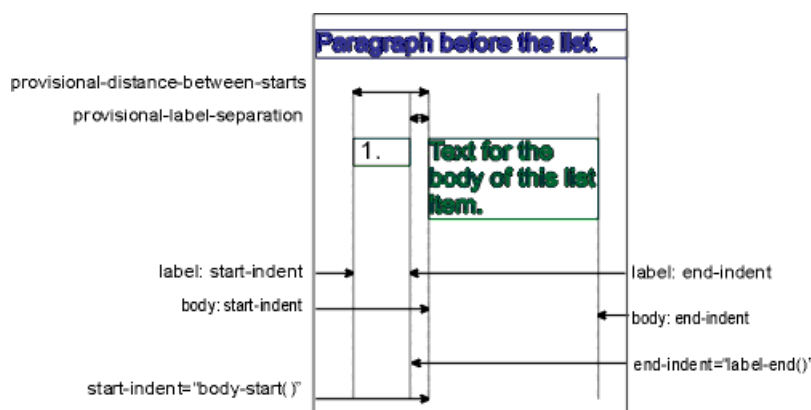 Paragraph before the list.
provisional-distance-between-starts
provisional-label-separation
1.
Text for the
body of this list
item.
label: start-indent
label: end-indent
body: start-indent
body: end-indent
end-indent="label-end()"
start-indent="body-start()"